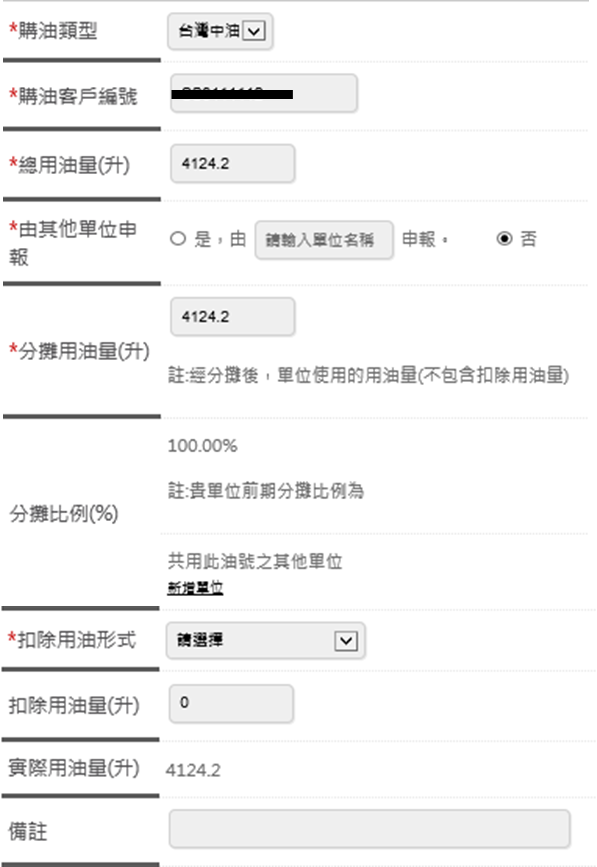 *購油類型 台灣中油
*購油客戶編號
*總用油量(升) 4124.2
*由其他單位申
報
是，由 請輸入單位名稱 申報。 否
*分攤用油量(升) 4124.2
註:經分攤後，單位使用的用油量(不包含扣除用油量)
分攤比例(%)
100.00%
註:貴單位前期分攤比例為
共用此油號之其他單位
新增單位
*扣除用油形式 請選擇
扣除用油量(升) 0
實際用油量(升) 4124.2
備註